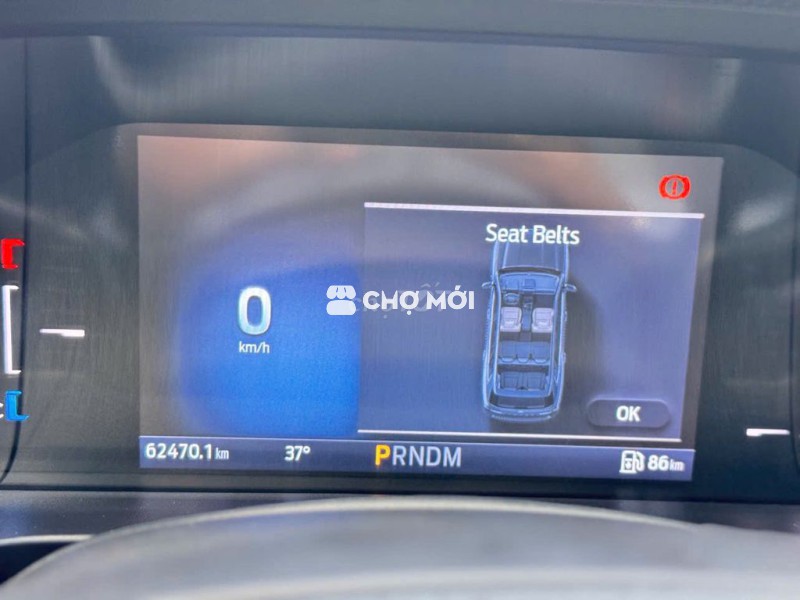 Seat Belts
0
km/h
CHỢ MỚI
OK
62470.1 km
37°
PRNDM
86 km